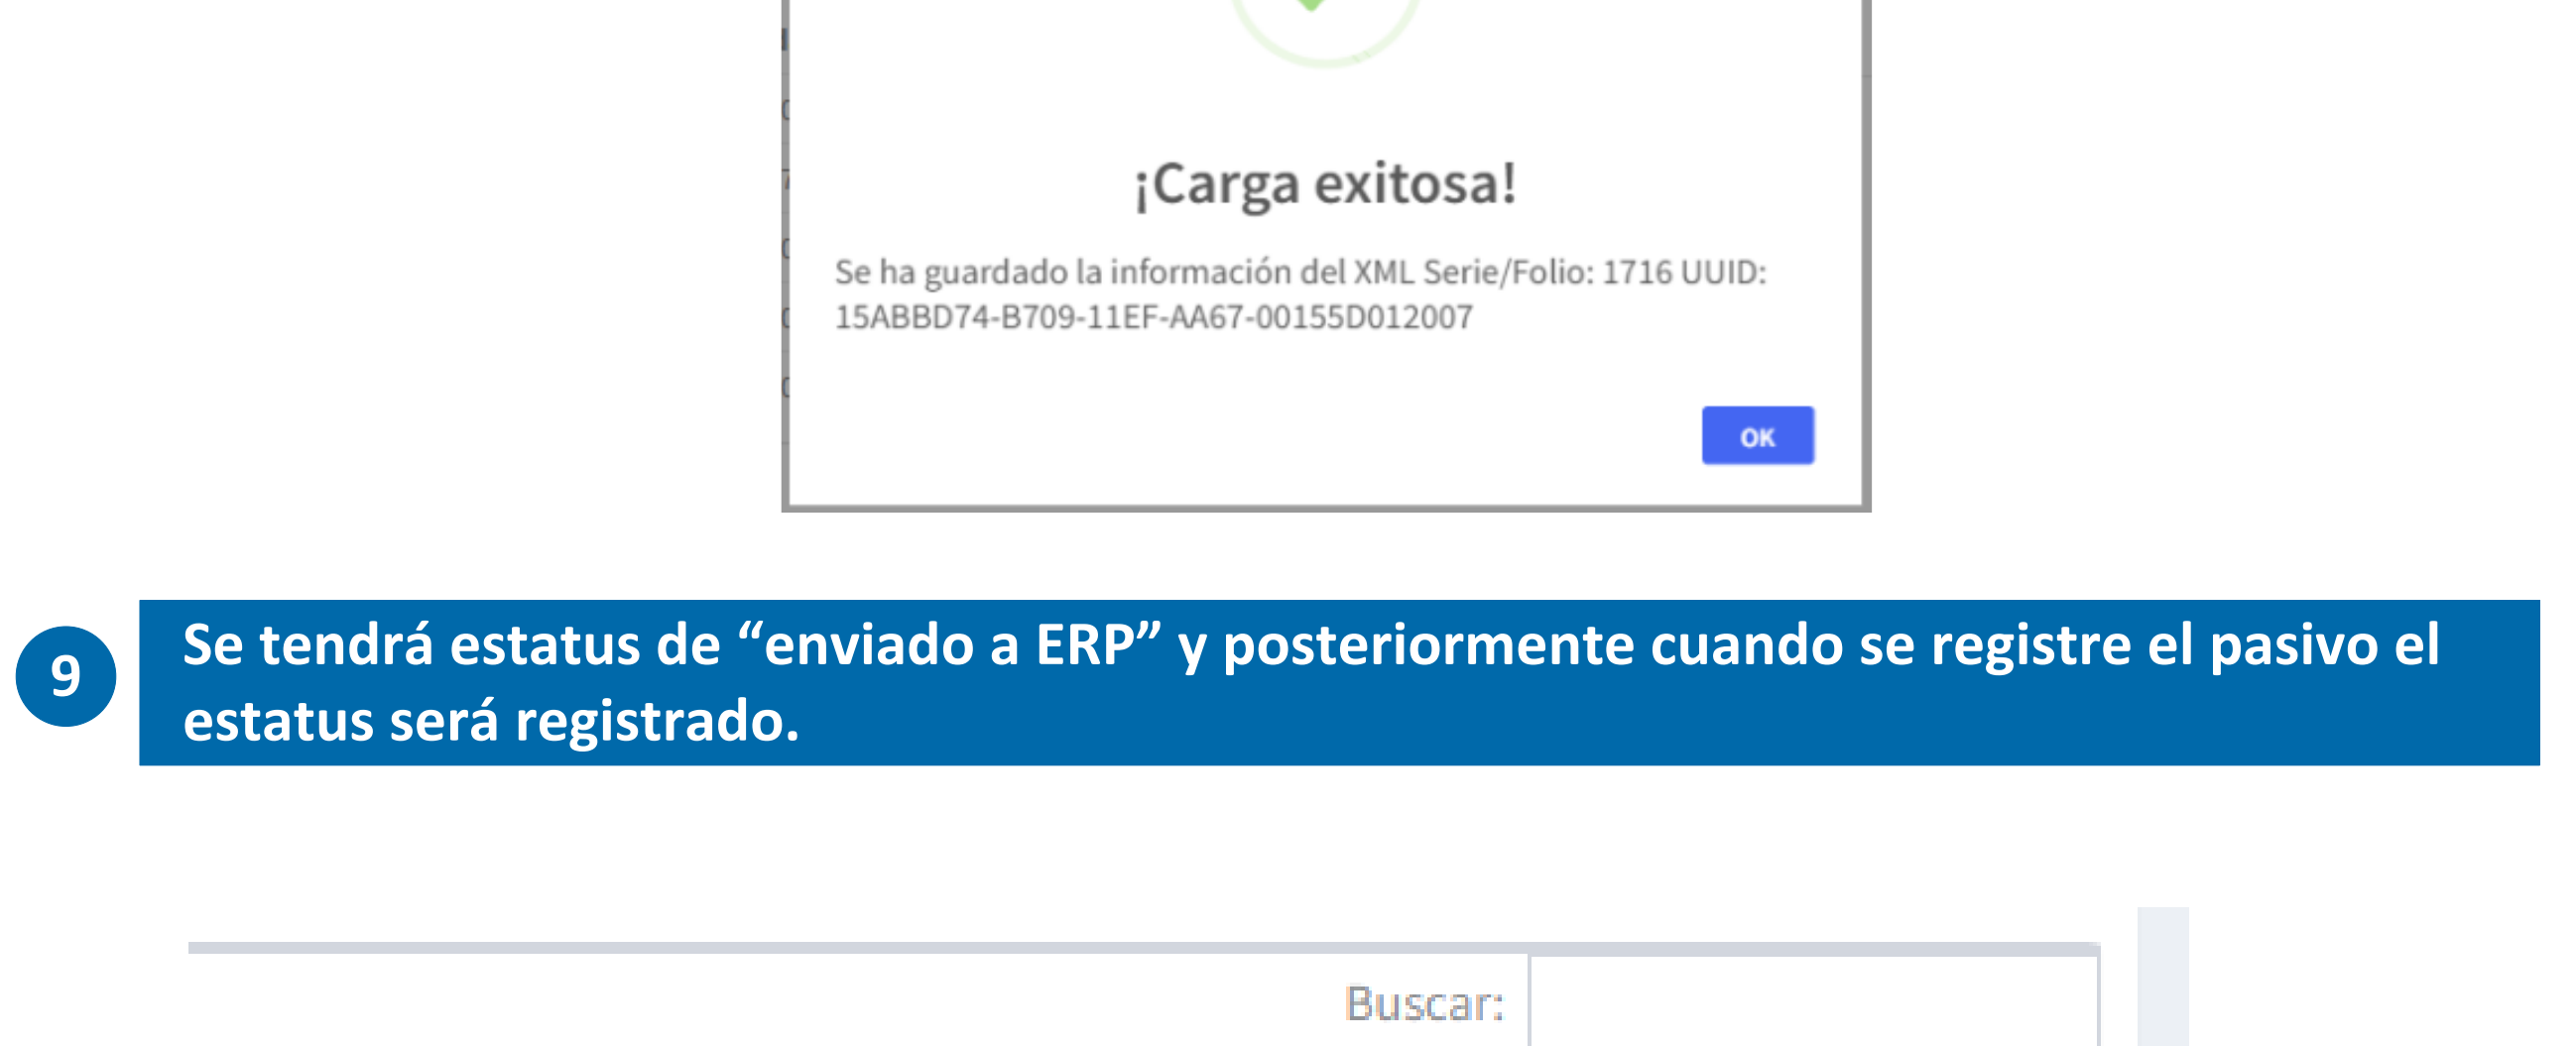 ¡Carga exitosa!
Se ha guardado la información del XML Serie/Folio: 1716 UUID:
15ABBD74-B709-11EF-AA67-00155D012007
OK
9
Se tendrá estatus de “enviado a ERP” y posteriormente cuando se registre el pasivo el
estatus será registrado.
Buscar: